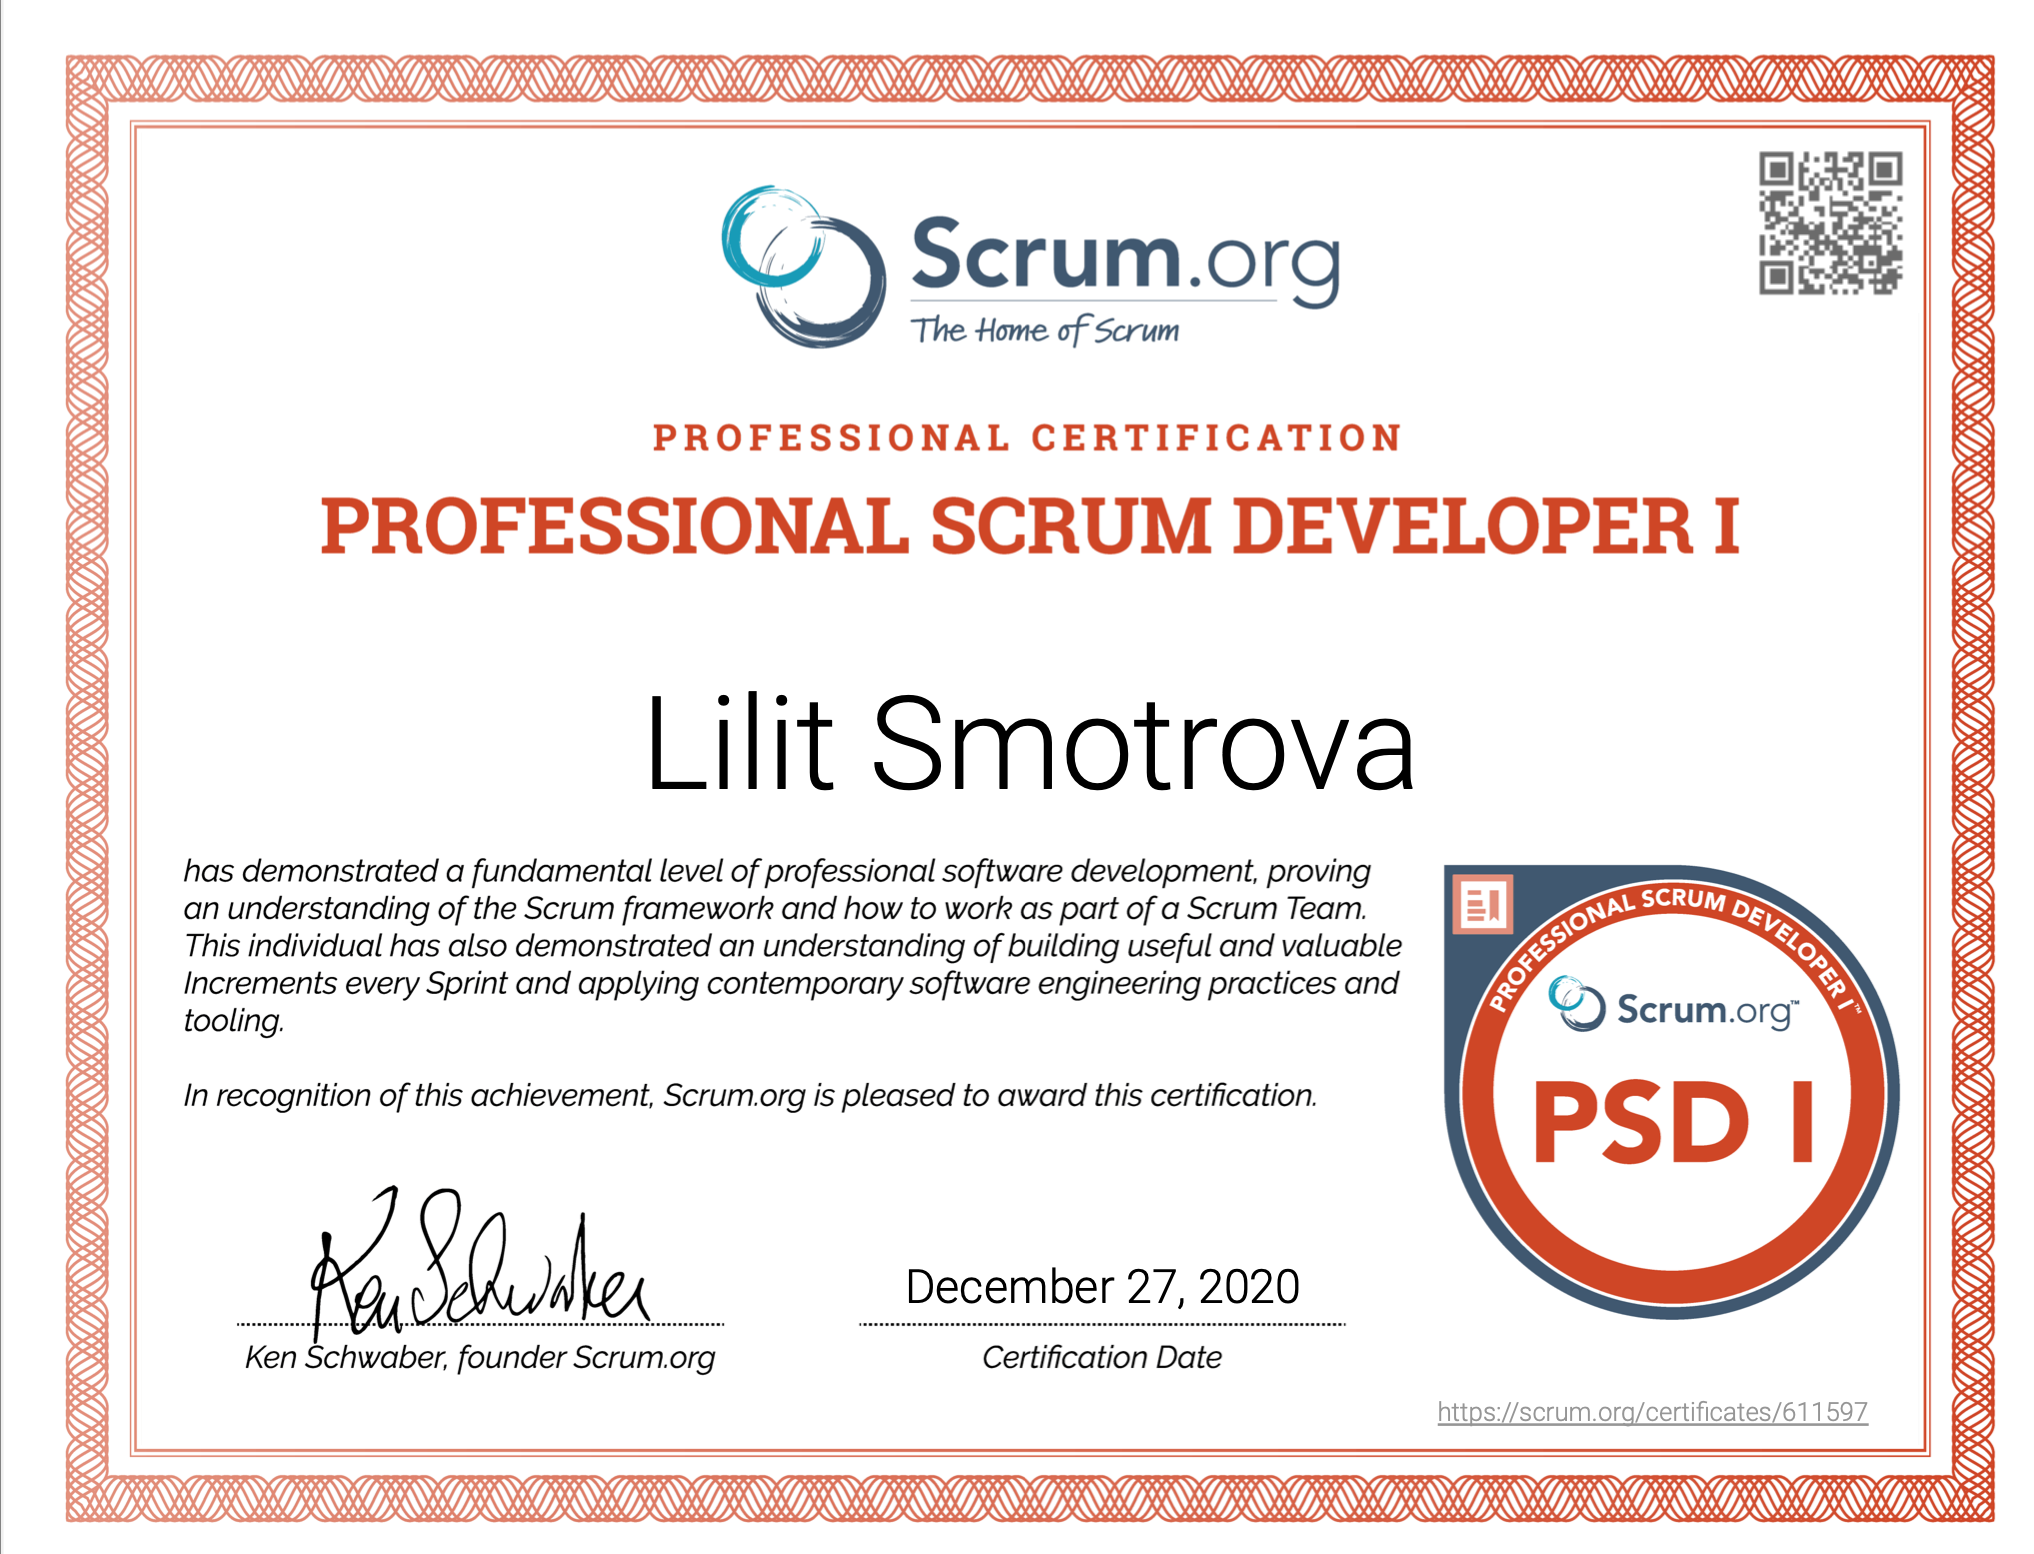 Scrum.org
The Home of Scrum
PROFESSIONAL CERTIFICATION
PROFESSIONAL SCRUM DEVELOPER I
Lilit Smotrova
has demonstrated a fundamental level of professional software development, proving
an understanding of the Scrum framework and how to work as part of a Scrum Team.
This individual has also demonstrated an understanding of building useful and valuable
Increments every Sprint and applying contemporary software engineering practices and
tooling.
In recognition of this achievement, Scrum.org is pleased to award this certification.
PROFESSIONAL SCRUM DEVELOPER I™
Scrum.org™
PSD I
Ken Schwaber
Ken Schwaber, founder Scrum.org
December 27, 2020
Certification Date
https://scrum.org/certificates/611597